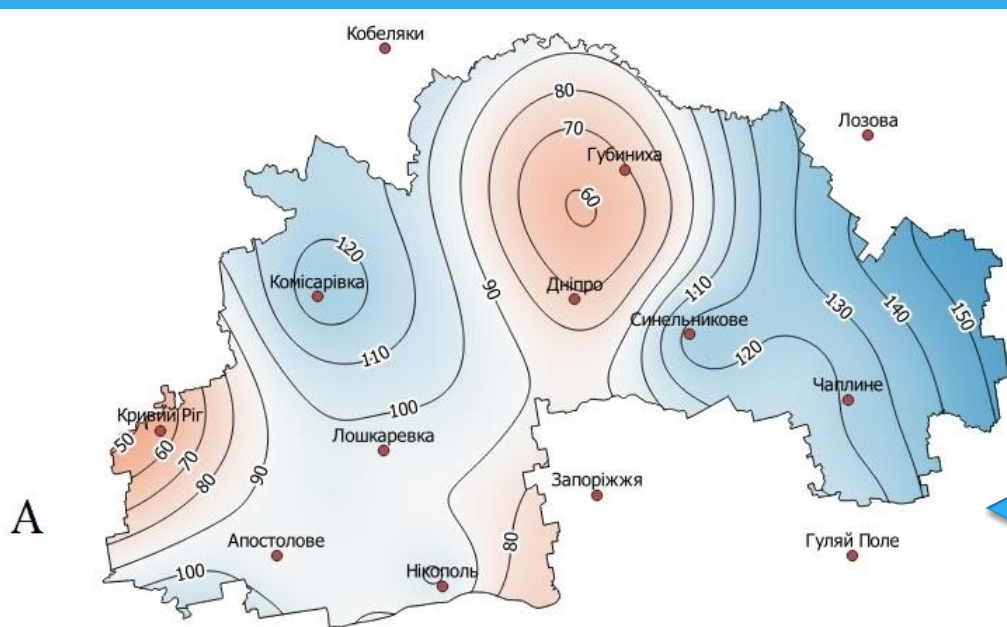 Кобеляки
80
Лозова
70
Губиниха
60
120
Комісарівка
90
Дніпро
110
Синельникове
130
140
150
110
120
Чаплине
100
Кривий Ріг
50
60
70
80
90
Лошкаревка
Запоріжжя
А
80
Апостолове
Гуляй Поле
100
Нікополь